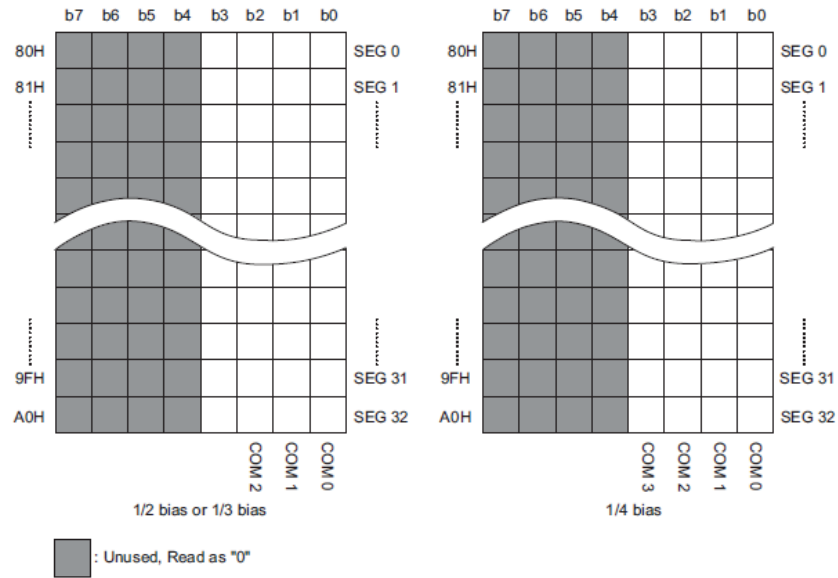 b7 b6 b5 b4 b3 b2 b1 b0
80H SEG 0
81H SEG 1
9FH SEG 31
A0H SEG 32
COM 2 COM 1 COM 0
1/2 bias or 1/3 bias
b7 b6 b5 b4 b3 b2 b1 b0
80H SEG 0
81H SEG 1
9FH SEG 31
A0H SEG 32
COM 3 COM 2 COM 1 COM 0
1/4 bias
: Unused, Read as "0"